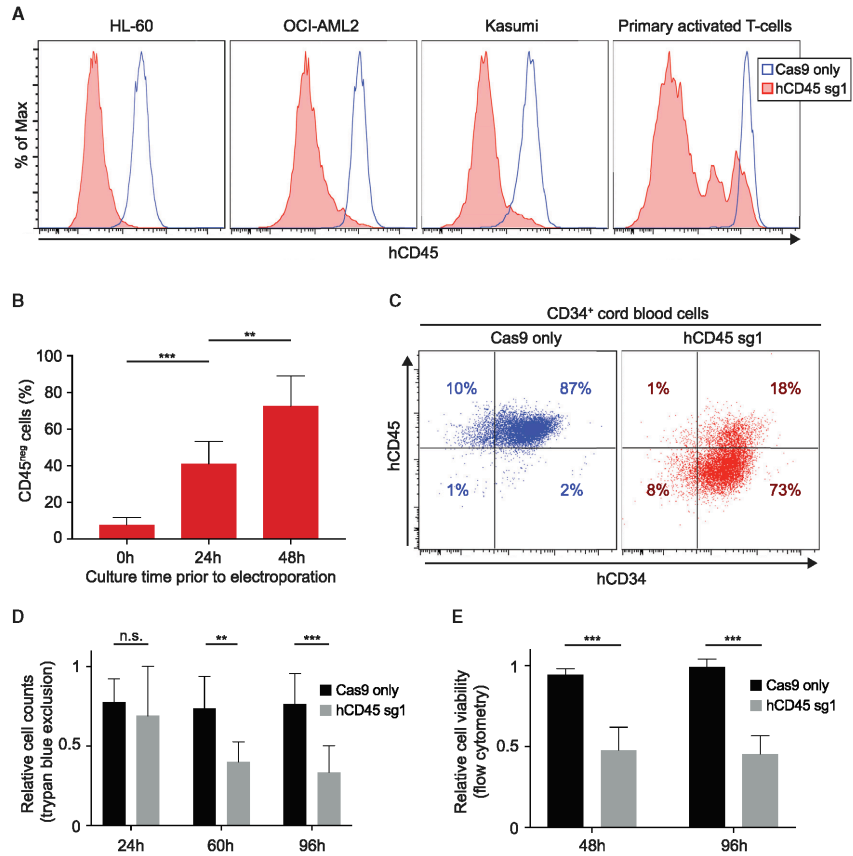 A
HL-60
OCI-AML2
Kasumi
Primary activated T-cells
% of Max
Cas9 only
hCD45 sg1
hCD45
B
CD45neg cells (%)
100
80
60
40
20
0
***
**
0h
24h
48h
Culture time prior to electroporation
C
CD34+ cord blood cells
Cas9 only
hCD45 sg1
hCD45
10%
87%
1%
2%
1%
18%
8%
73%
hCD34
D
Relative cell counts
(trypan blue exclusion)
1
0.5
0
n.s.
**
***
Cas9 only
hCD45 sg1
24h
60h
96h
E
Relative cell viability
(flow cytometry)
1
0.5
0
***
***
Cas9 only
hCD45 sg1
48h
96h